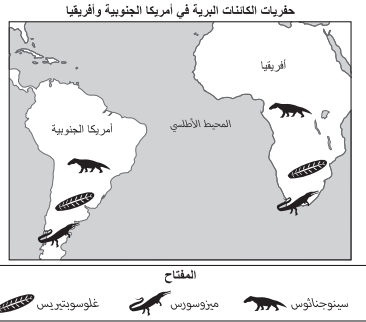 حفريات الكائنات البرية في أمريكا الجنوبية وأفريقيا
أفريقيا
المحيط الأطلسي
أمريكا الجنوبية
المفتاح
سينوجناثوس
ميزوسورس
غلوسوبتيريس